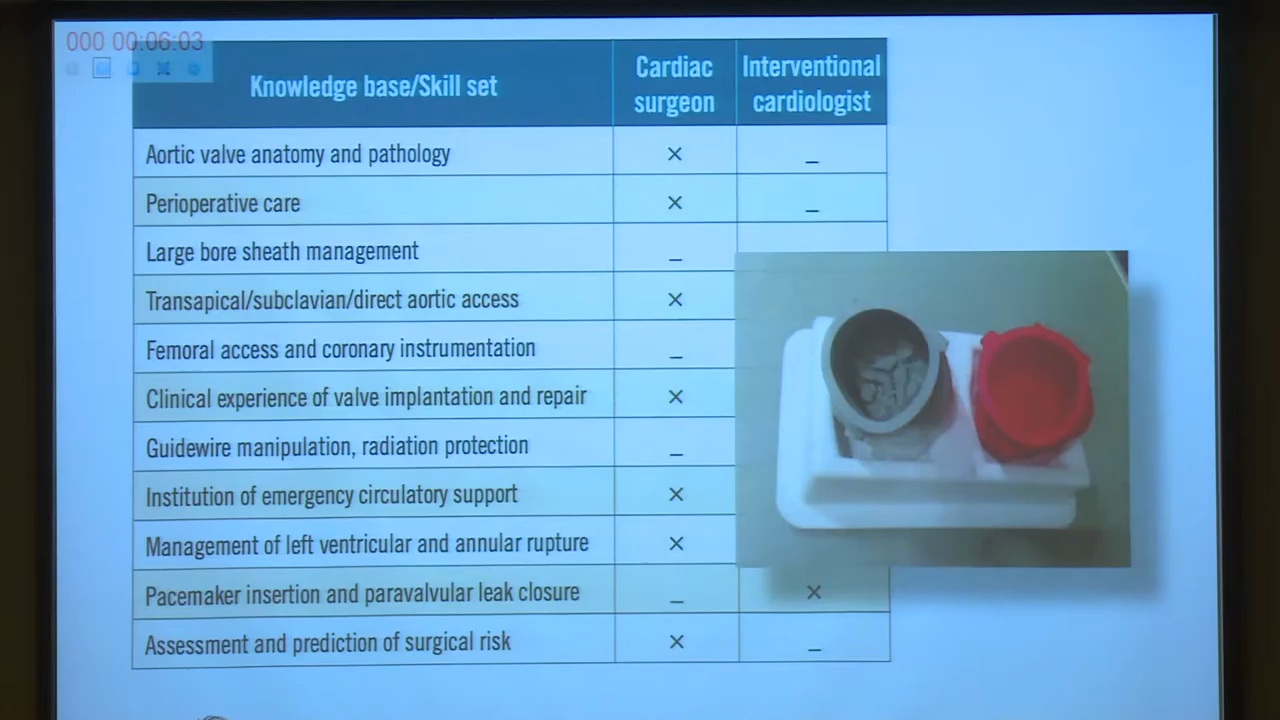 000 00:06:03
Knowledge base/Skill set Cardiac surgeon Interventional cardiologist
Aortic valve anatomy and pathology × –
Perioperative care × –
Large bore sheath management –
Transapical/subclavian/direct aortic access ×
Femoral access and coronary instrumentation –
Clinical experience of valve implantation and repair ×
Guidewire manipulation, radiation protection –
Institution of emergency circulatory support ×
Management of left ventricular and annular rupture ×
Pacemaker insertion and paravalvular leak closure – ×
Assessment and prediction of surgical risk × –